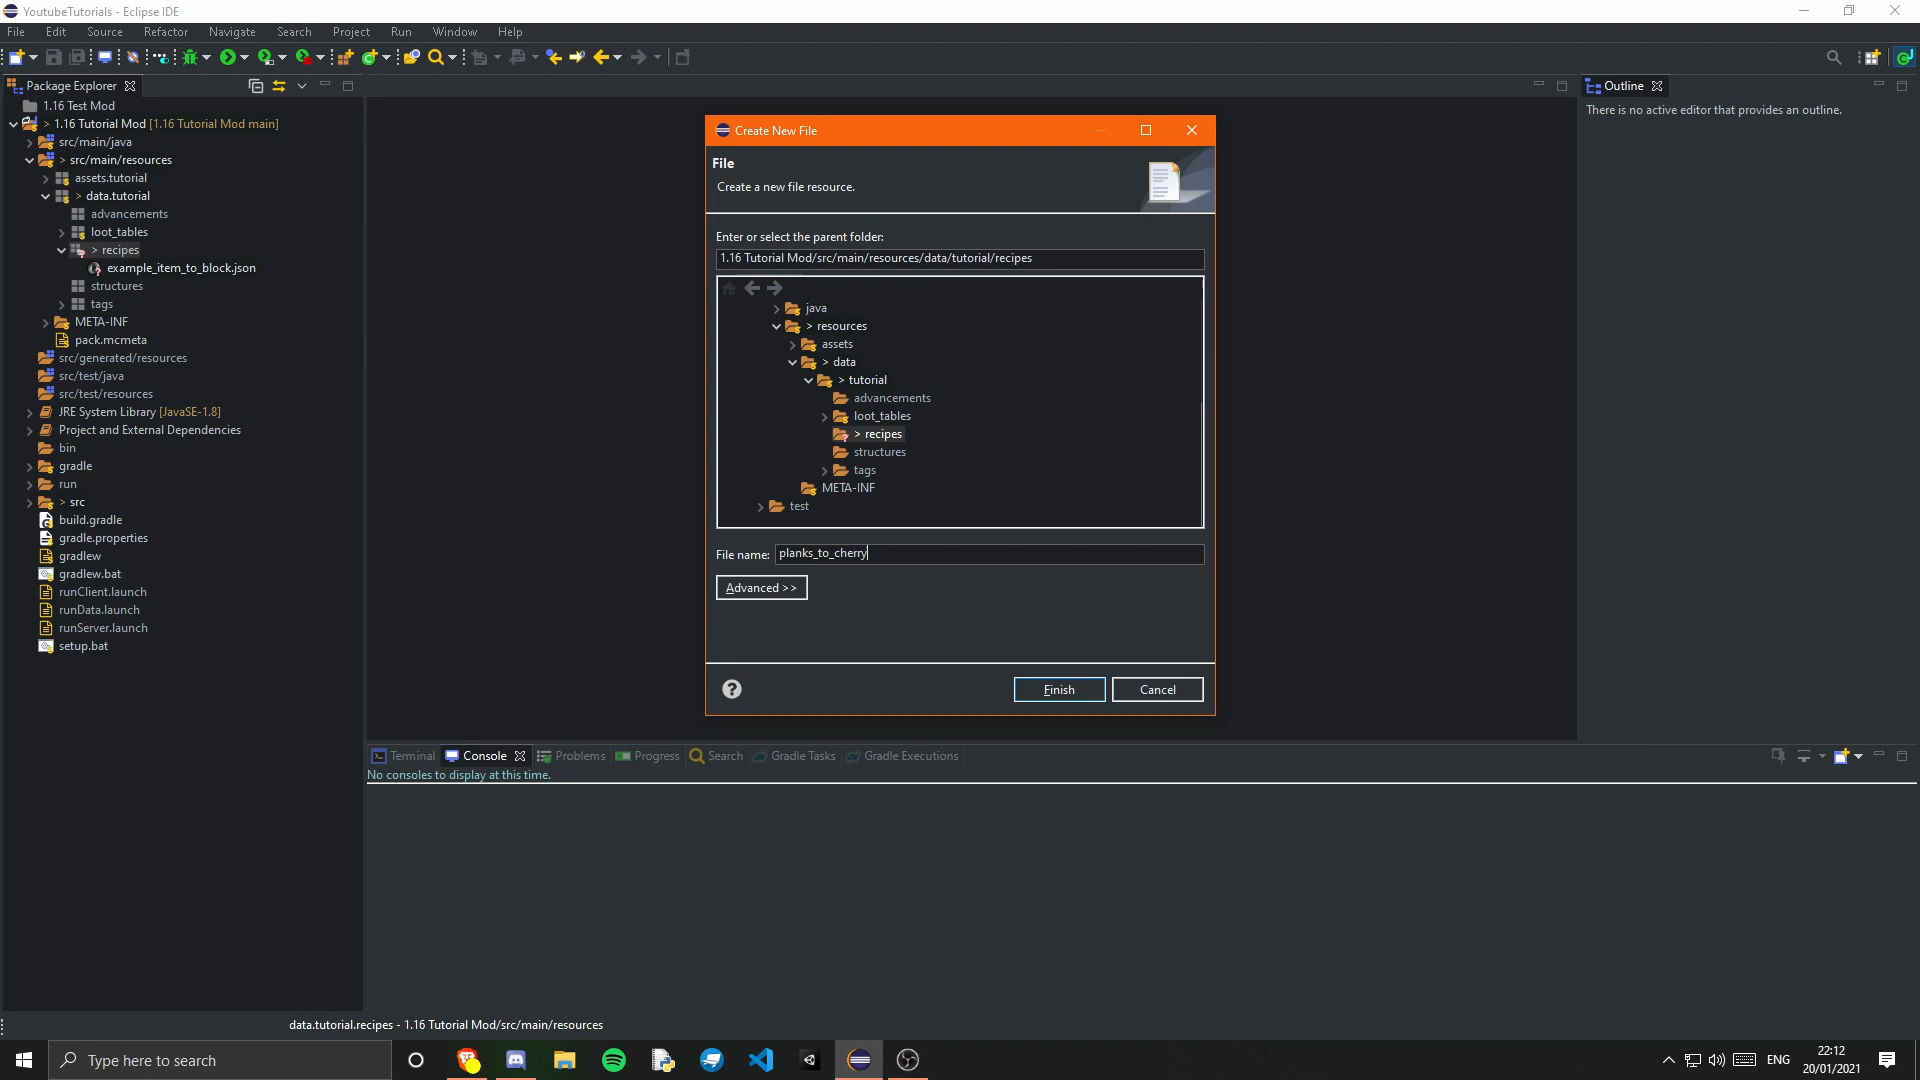 YoutubeTutorials - Eclipse IDE
File Edit Source Refactor Navigate Search Project Run Window Help
Package Explorer
1.16 Test Mod
> 1.16 Tutorial Mod [1.16 Tutorial Mod main]
src/main/java
> src/main/resources
assets.tutorial
> data.tutorial
advancements
loot_tables
> recipes
example_item_to_block.json
structures
tags
META-INF
pack.mcmeta
src/generated/resources
src/test/java
src/test/resources
JRE System Library [JavaSE-1.8]
Project and External Dependencies
bin
gradle
run
> src
build.gradle
gradle.properties
gradlew
gradlew.bat
runClient.launch
runData.launch
runServer.launch
setup.bat
Create New File
File
Create a new file resource.
Enter or select the parent folder:
1.16 Tutorial Mod/src/main/resources/data/tutorial/recipes
java
> resources
assets
> data
> tutorial
advancements
loot_tables
> recipes
structures
tags
META-INF
test
File name: planks_to_cherry
Advanced >>
?
Finish Cancel
Outline
There is no active editor that provides an outline.
Terminal Console Problems Progress Search Gradle Tasks Gradle Executions
No consoles to display at this time.
data.tutorial.recipes - 1.16 Tutorial Mod/src/main/resources
Type here to search
ENG
22:12
20/01/2021